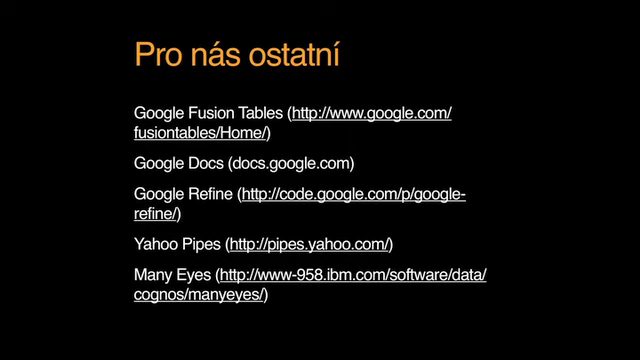 Pro nás ostatní
Google Fusion Tables (http://www.google.com/
fusiontables/Home/)
Google Docs (docs.google.com)
Google Refine (http://code.google.com/p/google-
refine/)
Yahoo Pipes (http://pipes.yahoo.com/)
Many Eyes (http://www-958.ibm.com/software/data/
cognos/manyeyes/)